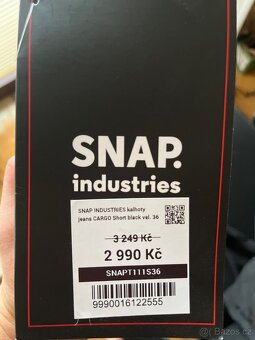 SNAP.
industries
SNAP INDUSTRIES kalhoty
jeans CARGO Short black vel. 36
3 249 Kč
2 990 Kč
SNAPT111S36
9990016122555
Bazos.cz